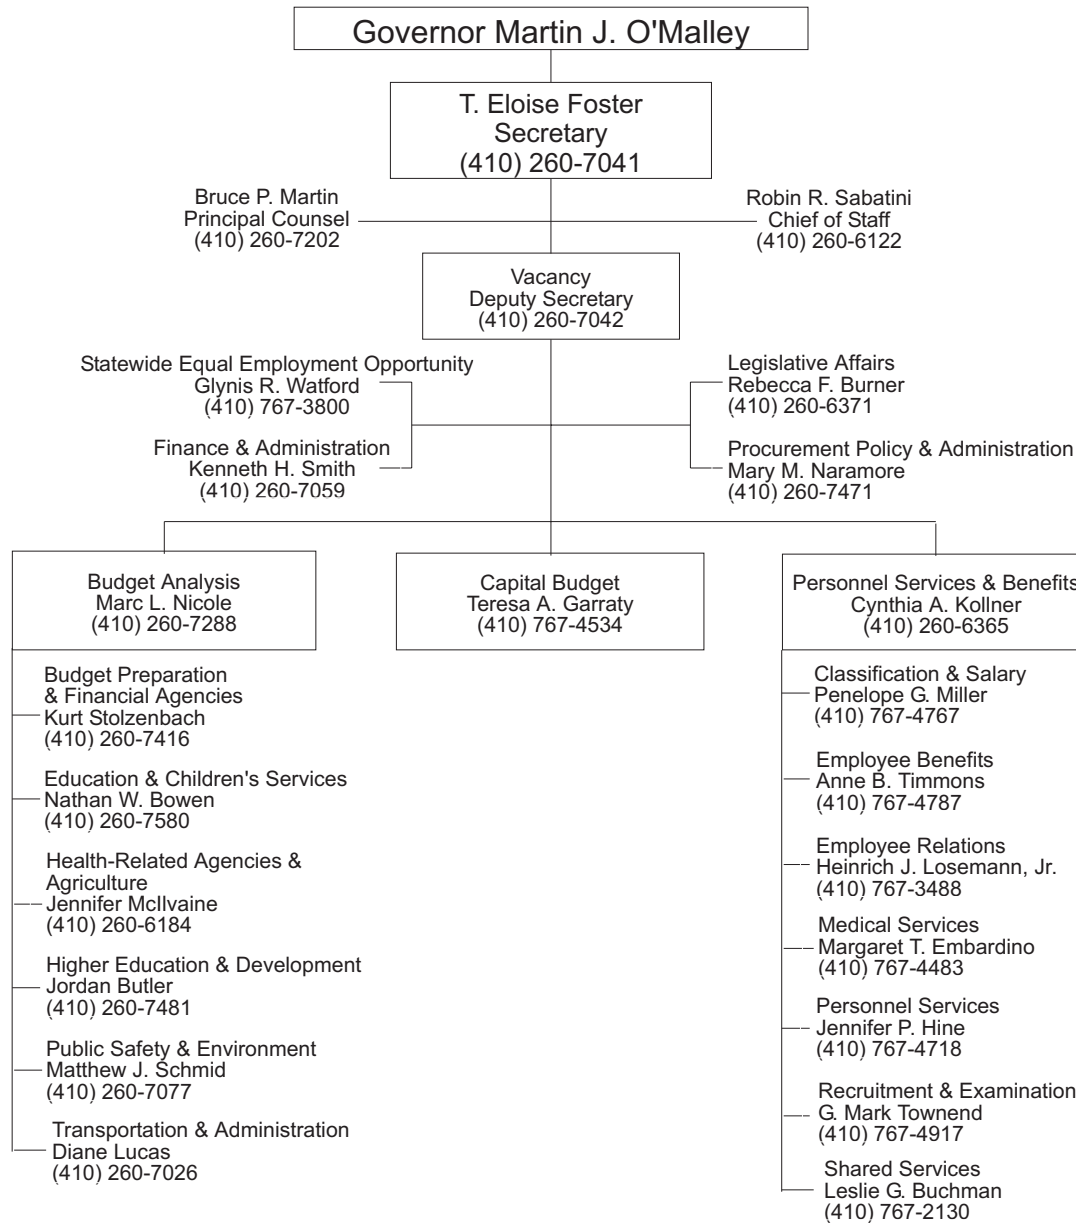 Governor Martin J. O'Malley
T. Eloise Foster
Secretary
(410) 260-7041
Bruce P. Martin
Principal Counsel
(410) 260-7202
Robin R. Sabatini
Chief of Staff
(410) 260-6122
Vacancy
Deputy Secretary
(410) 260-7042
Statewide Equal Employment Opportunity
Glynis R. Watford
(410) 767-3800
Finance & Administration
Kenneth H. Smith
(410) 260-7059
Legislative Affairs
Rebecca F. Burner
(410) 260-6371
Procurement Policy & Administration
Mary M. Naramore
(410) 260-7471
Budget Analysis
Marc L. Nicole
(410) 260-7288
Capital Budget
Teresa A. Garraty
(410) 767-4534
Personnel Services & Benefits
Cynthia A. Kollner
(410) 260-6365
Budget Preparation
& Financial Agencies
Kurt Stolzenbach
(410) 260-7416
Education & Children's Services
Nathan W. Bowen
(410) 260-7580
Health-Related Agencies &
Agriculture
Jennifer McIlvaine
(410) 260-6184
Higher Education & Development
Jordan Butler
(410) 260-7481
Public Safety & Environment
Matthew J. Schmid
(410) 260-7077
Transportation & Administration
Diane Lucas
(410) 260-7026
Classification & Salary
Penelope G. Miller
(410) 767-4767
Employee Benefits
Anne B. Timmons
(410) 767-4787
Employee Relations
Heinrich J. Losemann, Jr.
(410) 767-3488
Medical Services
Margaret T. Embardino
(410) 767-4483
Personnel Services
Jennifer P. Hine
(410) 767-4718
Recruitment & Examination
G. Mark Townend
(410) 767-4917
Shared Services
Leslie G. Buchman
(410) 767-2130